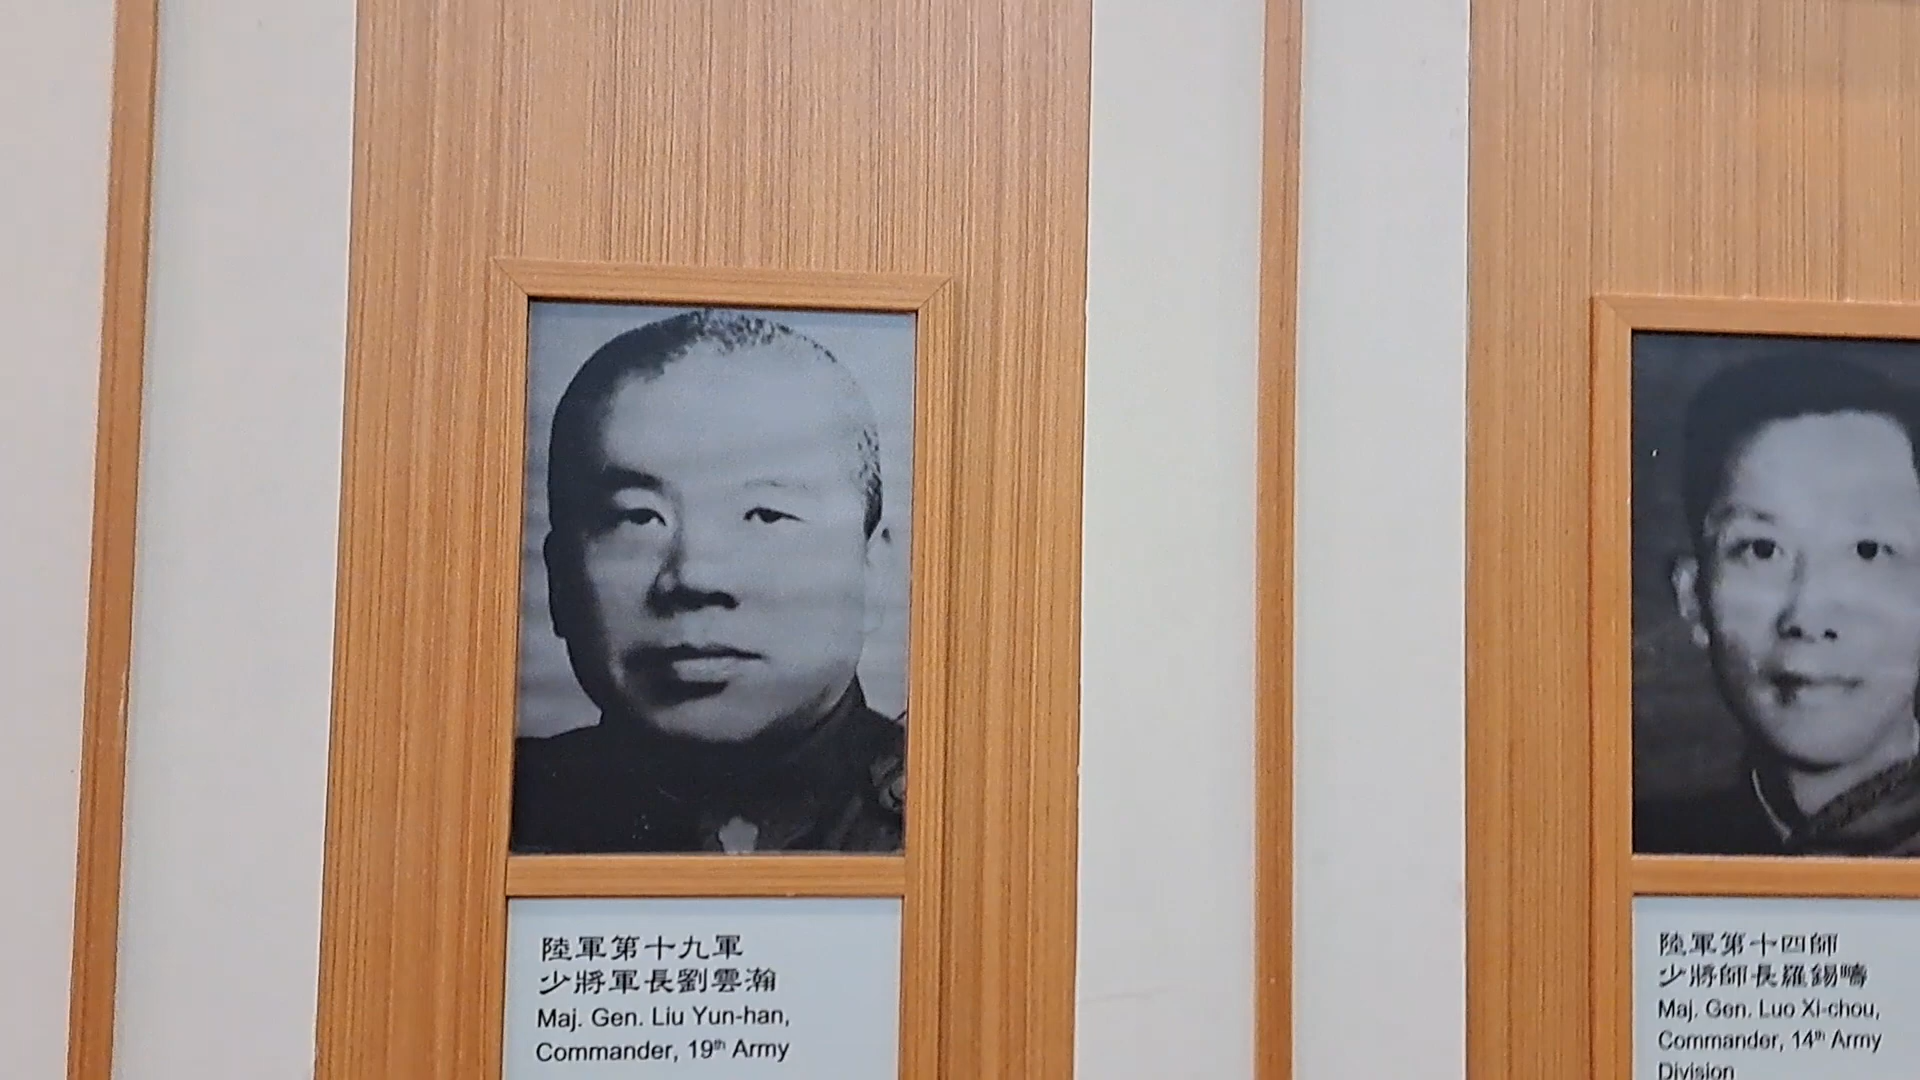 陸軍第十九軍
少將軍長劉雲瀚
Maj. Gen. Liu Yun-han,
Commander, 19th Army
陸軍第十四師
少將師長羅錫疇
Maj. Gen. Luo Xi-chou,
Commander, 14th Army
Division